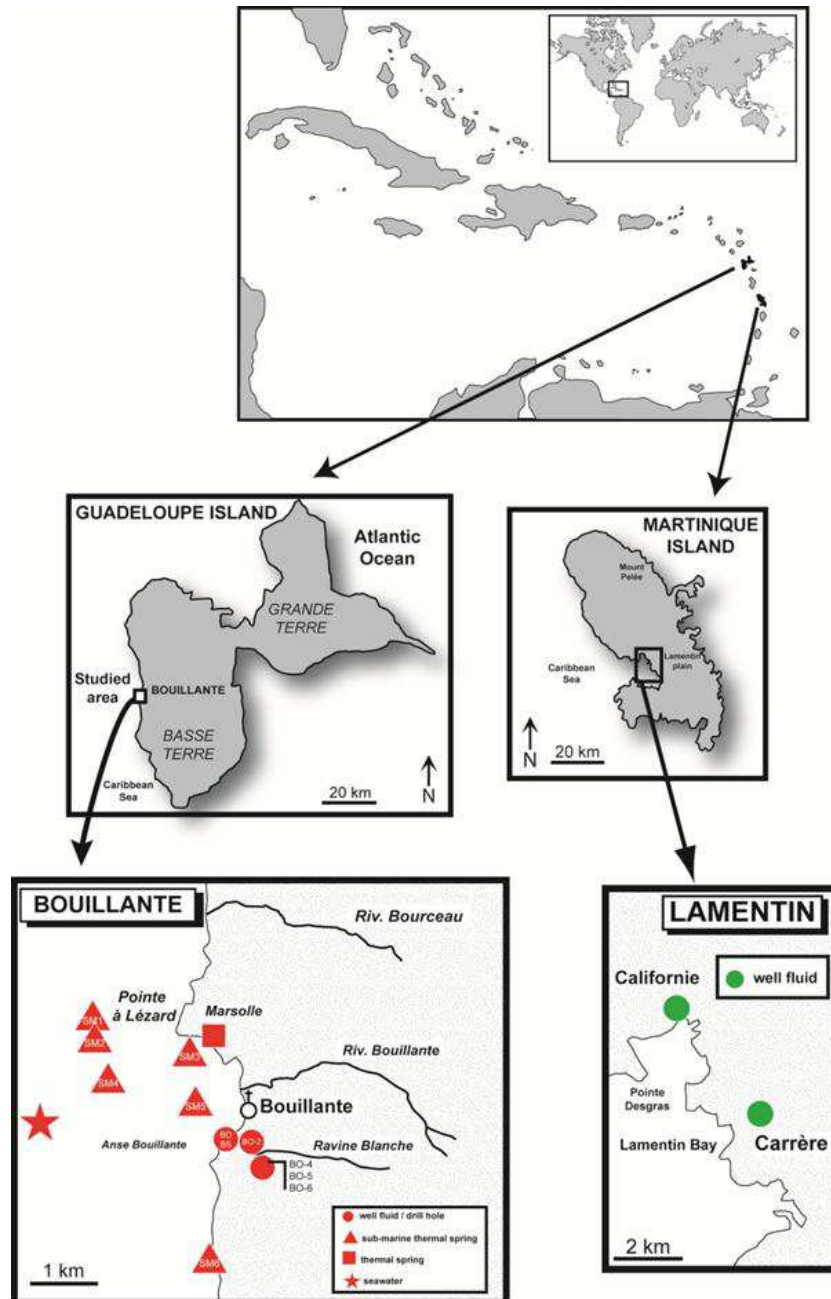 GUADELOUPE ISLAND
Atlantic
Ocean
GRANDE
TERRE
Studied
area
BOUILLANTE
BASSE
TERRE
Caribbean
Sea
20 km
N
MARTINIQUE
ISLAND
Mount
Pelée
Caribbean
Sea
Lamentin
plain
N
20 km
BOUILLANTE
Riv. Bourceau
Pointe
à Lézard
Marsolle
SM1
SM2
SM3
SM4
Riv. Bouillante
SM5
Bouillante
Anse Bouillante
BO-2
Ravine Blanche
BO-4
BO-5
BO-6
SM6
well fluid / drill hole
sub-marine thermal spring
thermal spring
seawater
1 km
LAMENTIN
well fluid
Californie
Pointe
Desgras
Lamentin Bay
Carrère
2 km